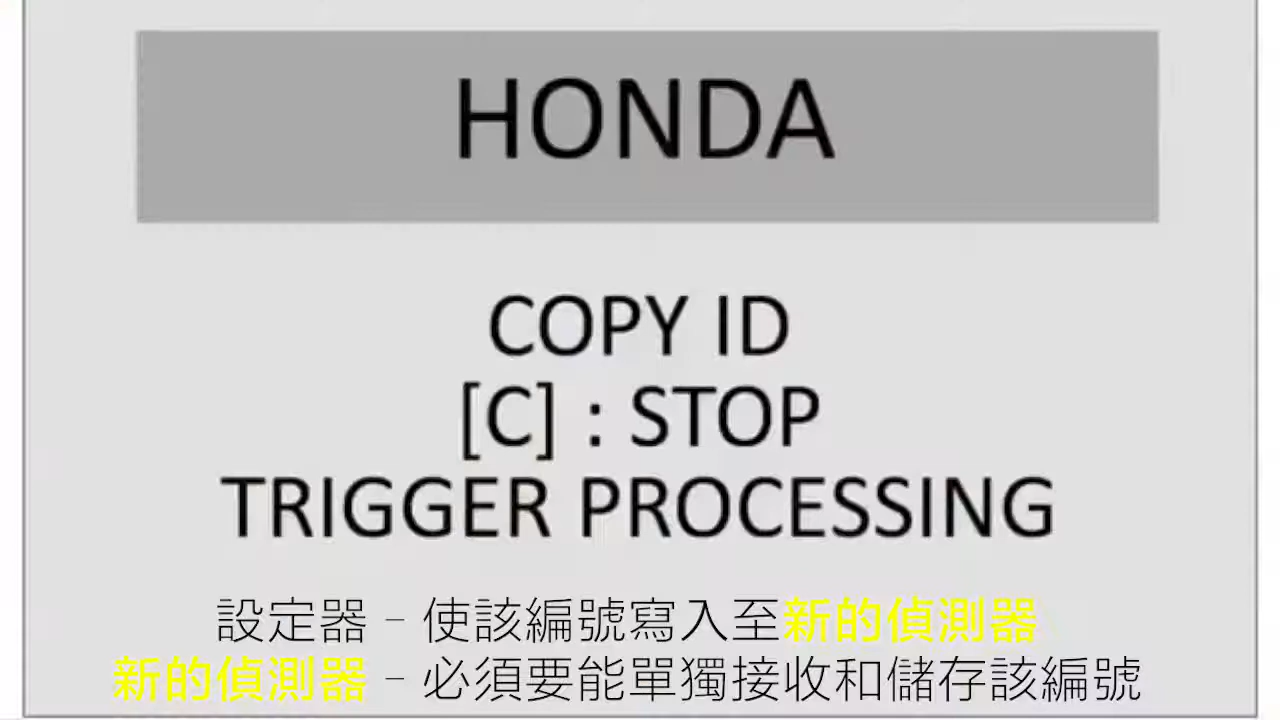 HONDA
COPY ID
[C] : STOP
TRIGGER PROCESSING
設定器 - 使該編號寫入至新的偵測器
新的偵測器 - 必須要能單獨接收和儲存該編號